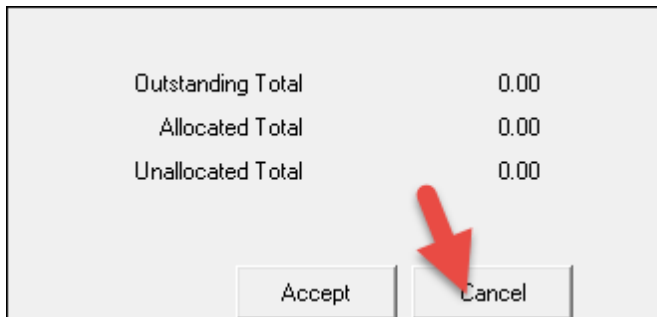 Outstanding Total 0.00
Allocated Total 0.00
Unallocated Total 0.00
Accept Cancel